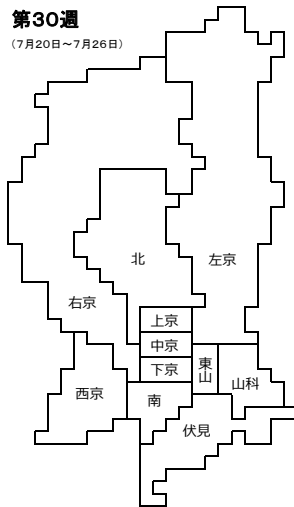 第30週
（7月20日～7月26日）
北
左京
右京
上京
中京
下京
東山
山科
西京
南
伏見